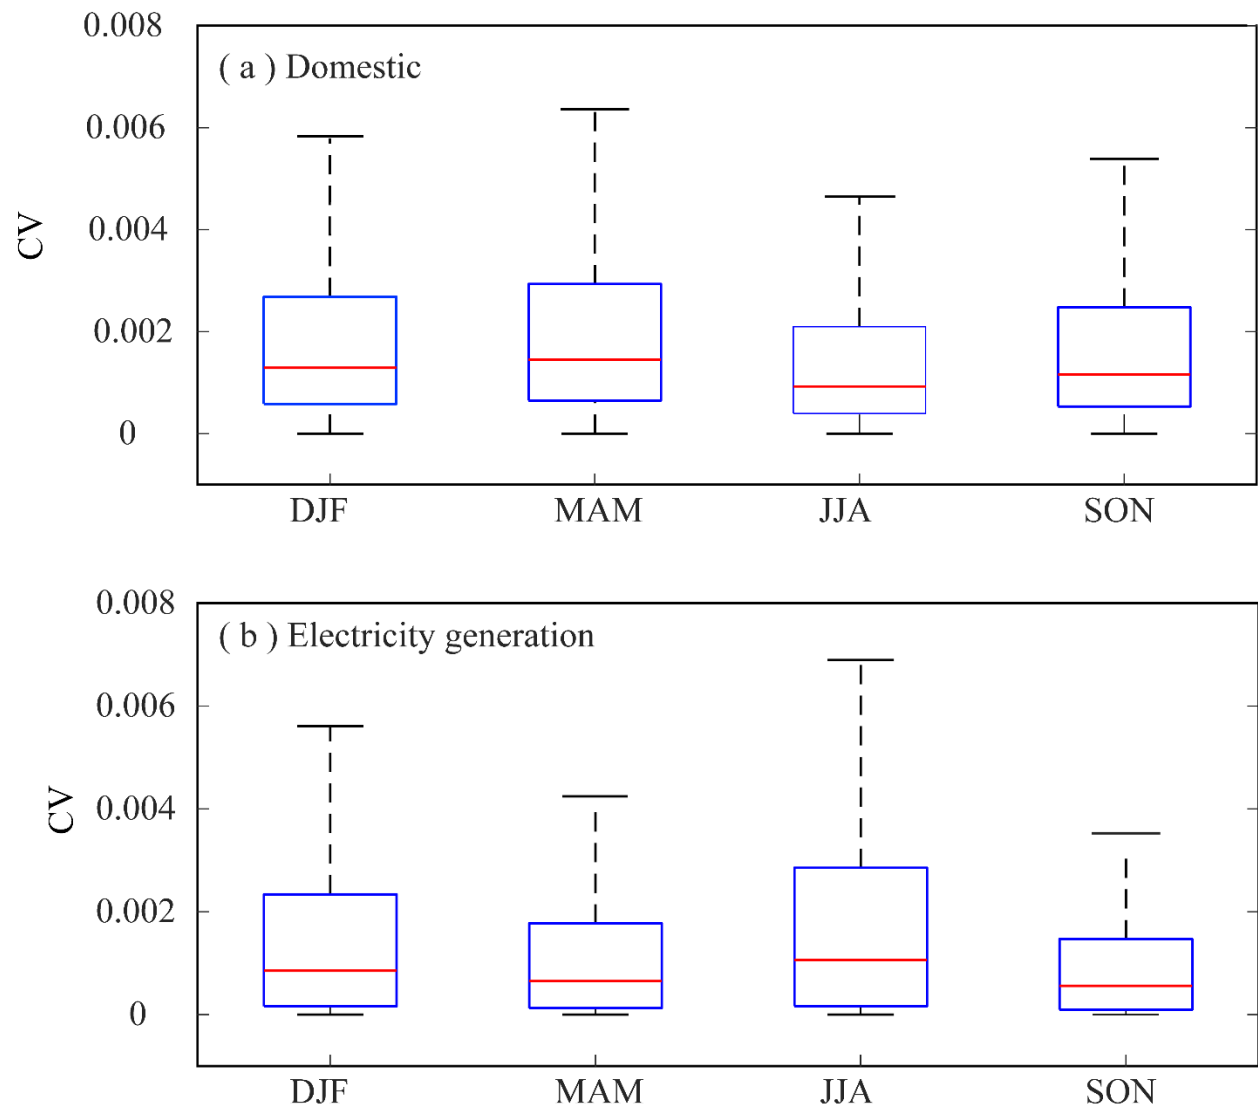 0.008
( a ) Domestic
0.006
0.004
CV
0.002
0
DJF MAM JJA SON
0.008
( b ) Electricity generation
0.006
0.004
CV
0.002
0
DJF MAM JJA SON